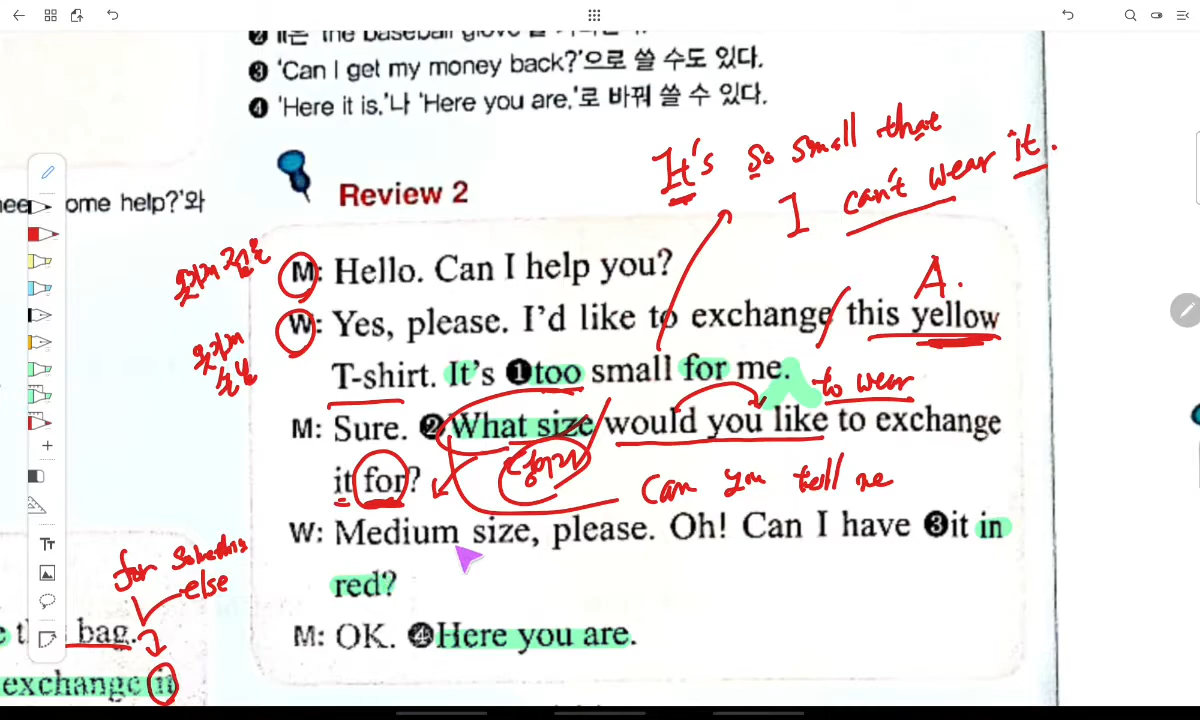 'Can I get my money back?'으로 쓸 수도 있다.
❹ 'Here it is.'나 'Here you are.'로 바꿔 쓸 수 있다.
It's so small that
I can't wear it.
ome help?'와
Review 2
M: Hello. Can I help you?
A.
W: Yes, please. I'd like to exchange this yellow
T-shirt. It's ❶too small for me.
to wear
M: Sure. ❷What size would you like to exchange
it for?
Can you tell me
W: Medium size, please. Oh! Can I have ❸it in
red?
M: OK. ❹Here you are.
for something
else
bag.
exchange it
Tт